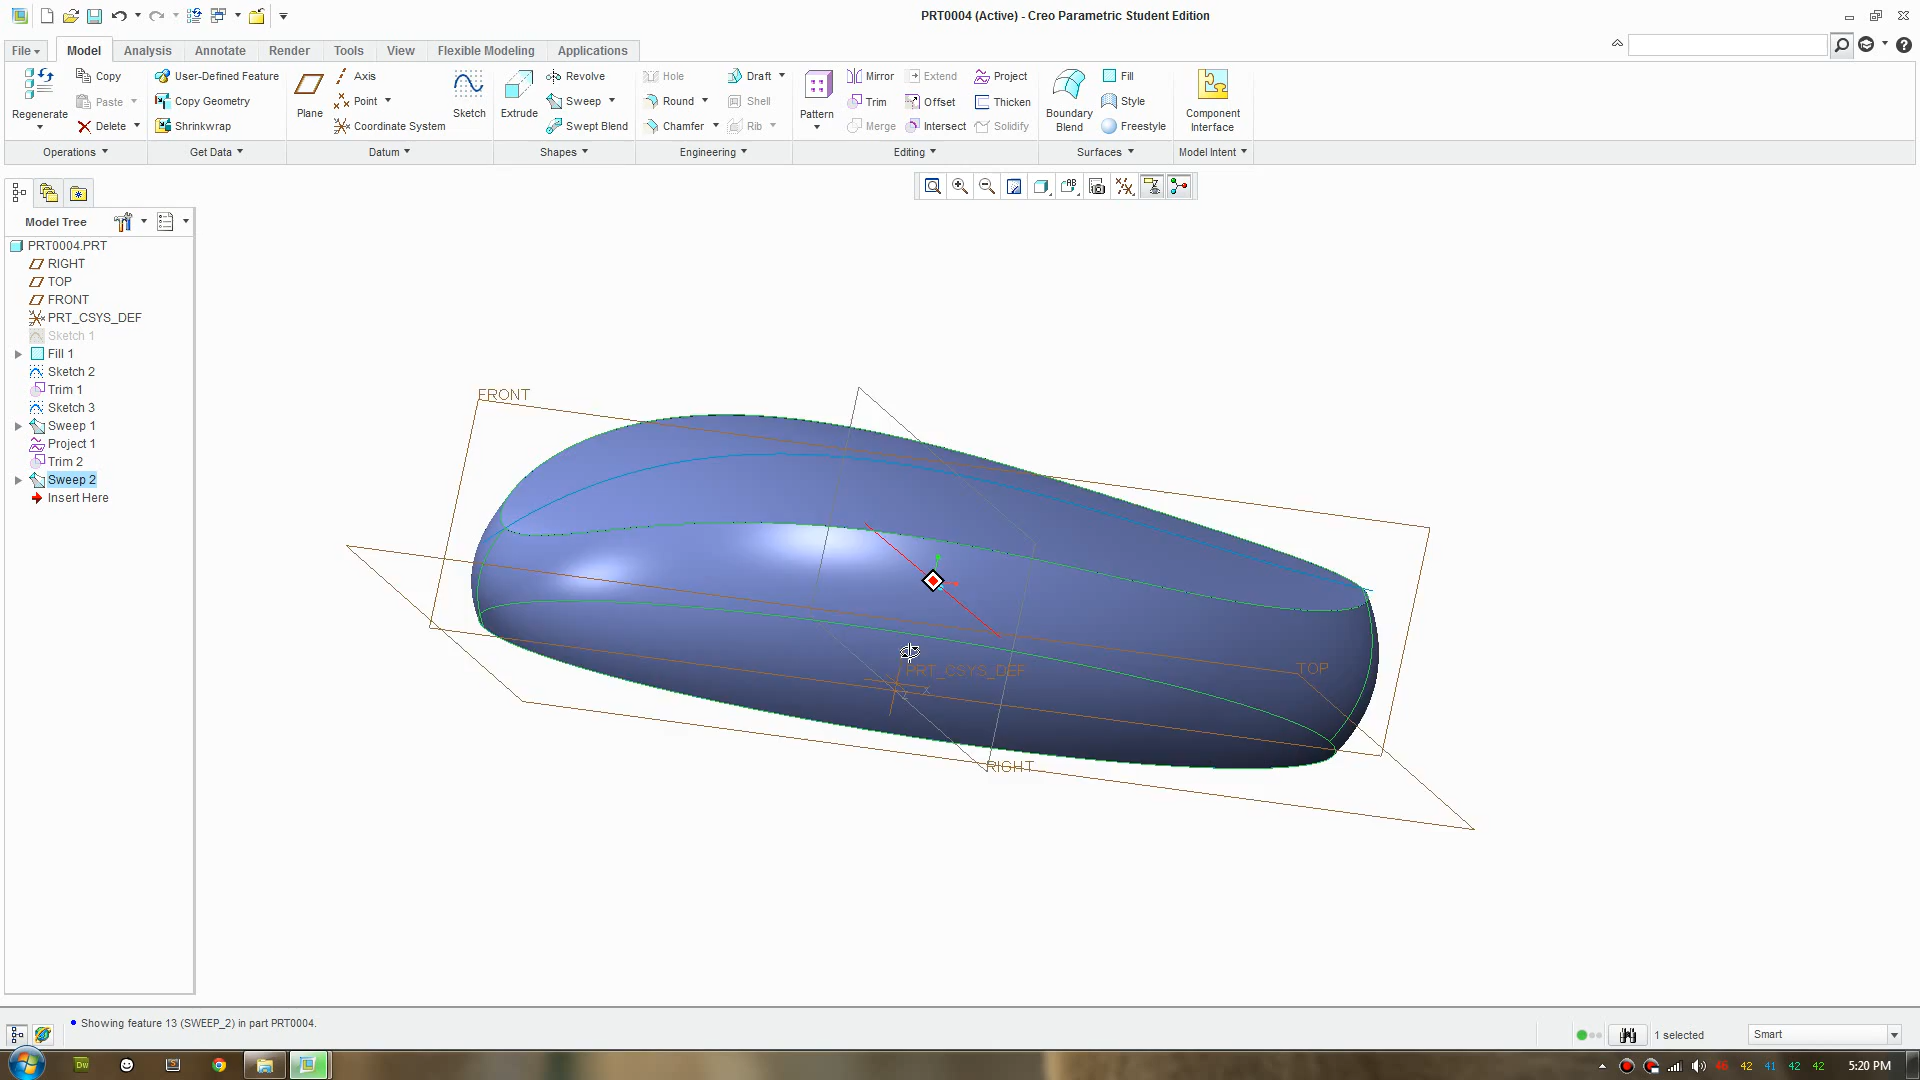 PRT0004 (Active) - Creo Parametric Student Edition
File Model Analysis Annotate Render Tools View Flexible Modeling Applications
Regenerate
Copy
Paste
Delete
User-Defined Feature
Copy Geometry
Shrinkwrap
Plane
Axis
Point
Coordinate System
Sketch
Extrude
Revolve
Sweep
Swept Blend
Hole
Round
Chamfer
Draft
Shell
Rib
Pattern
Mirror
Trim
Merge
Extend
Offset
Intersect
Project
Thicken
Solidify
Boundary Blend
Fill
Style
Freestyle
Component Interface
Operations Get Data Datum Shapes Engineering Editing Surfaces Model Intent
Model Tree
PRT0004.PRT
RIGHT
TOP
FRONT
PRT_CSYS_DEF
Sketch 1
Fill 1
Sketch 2
Trim 1
Sketch 3
Sweep 1
Project 1
Trim 2
Sweep 2
Insert Here
FRONT
TOP
PRT_CSYS_DEF
X
RIGHT
Showing feature 13 (SWEEP_2) in part PRT0004.
1 selected
Smart
Dw
46 42 41 42 42
5:20 PM